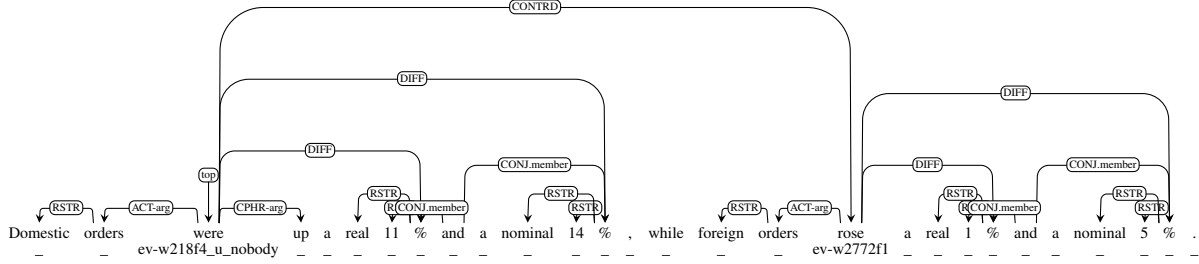 CONTRD
DIFF DIFF
DIFF CONJ.member DIFF CONJ.member
top
RSTR RSTR RSTR RSTR
RSTR ACT-arg CPHR-arg CONJ.member RSTR RSTR ACT-arg CONJ.member RSTR
Domestic orders were up a real 11 % and a nominal 14 % , while foreign orders rose a real 1 % and a nominal 5 % .
_ _ ev-w218f4_u_nobody _ _ _ _ _ _ _ _ _ _ _ _ _ _ ev-w2772f1 _ _ _ _ _ _ _ _ _ _